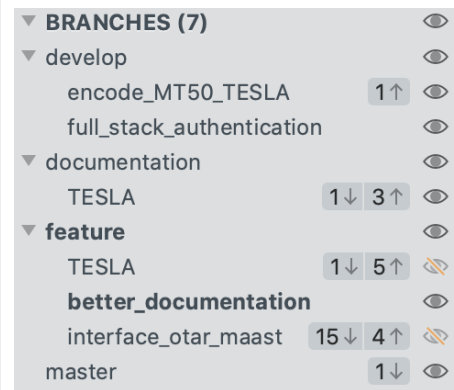 BRANCHES (7)
develop
encode_MT50_TESLA 1↑
full_stack_authentication
documentation
TESLA 1↓ 3↑
feature
TESLA 1↓ 5↑
better_documentation
interface_otar_maast 15↓ 4↑
master 1↓